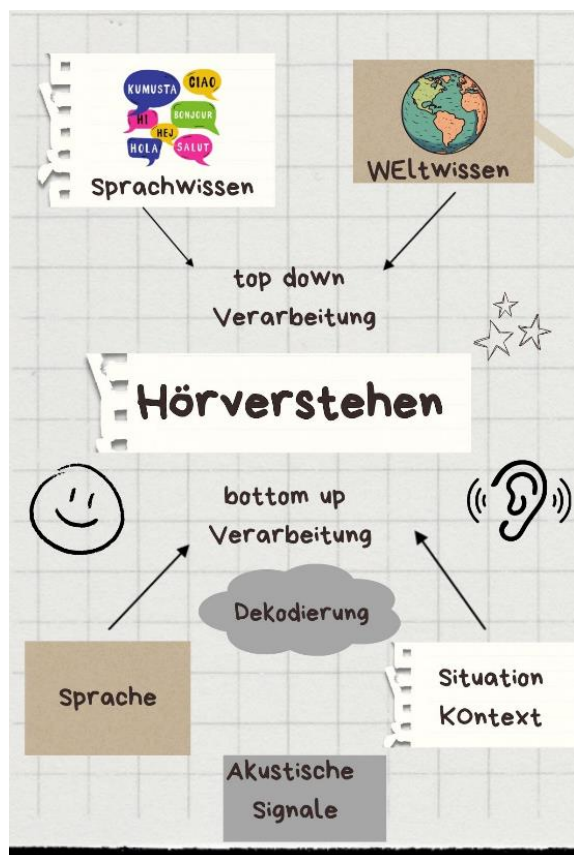 KUMUSTA
CIAO
HI
BONJOUR
HEJ
HOLA
SALUT
Sprachwissen
WEltwissen
top down
Verarbeitung
Hörverstehen
bottom up
Verarbeitung
Dekodierung
Sprache
Situation
KOntext
Akustische
Signale